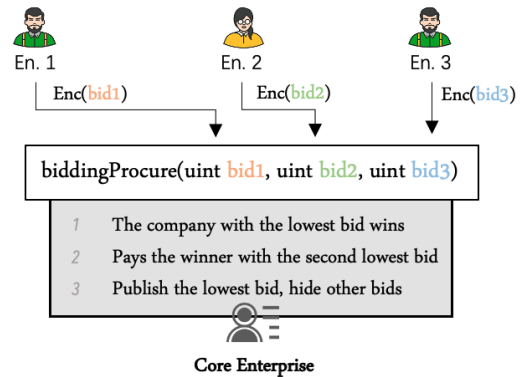 En. 1
En. 2
En. 3
Enc(bid1)
Enc(bid2)
Enc(bid3)
biddingProcure(uint bid1, uint bid2, uint bid3)
1 The company with the lowest bid wins
2 Pays the winner with the second lowest bid
3 Publish the lowest bid, hide other bids
Core Enterprise